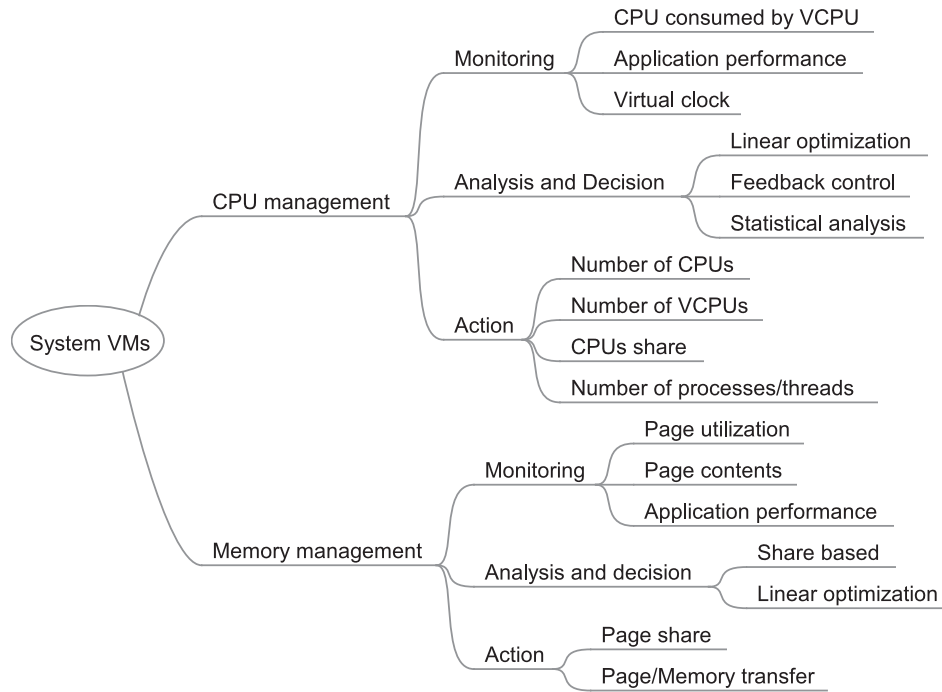 System VMs
CPU management
Monitoring
CPU consumed by VCPU
Application performance
Virtual clock
Analysis and Decision
Linear optimization
Feedback control
Statistical analysis
Action
Number of CPUs
Number of VCPUs
CPUs share
Number of processes/threads
Memory management
Monitoring
Page utilization
Page contents
Application performance
Analysis and decision
Share based
Linear optimization
Action
Page share
Page/Memory transfer